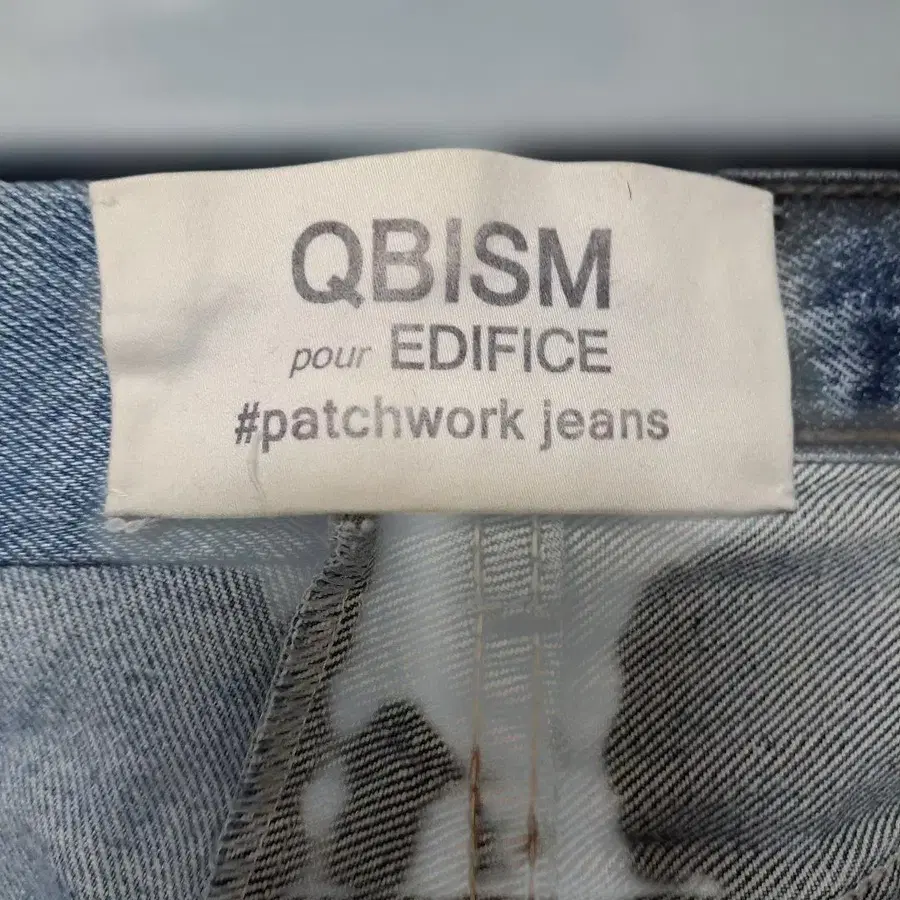 QBISM
pour EDIFICE
#patchwork jeans